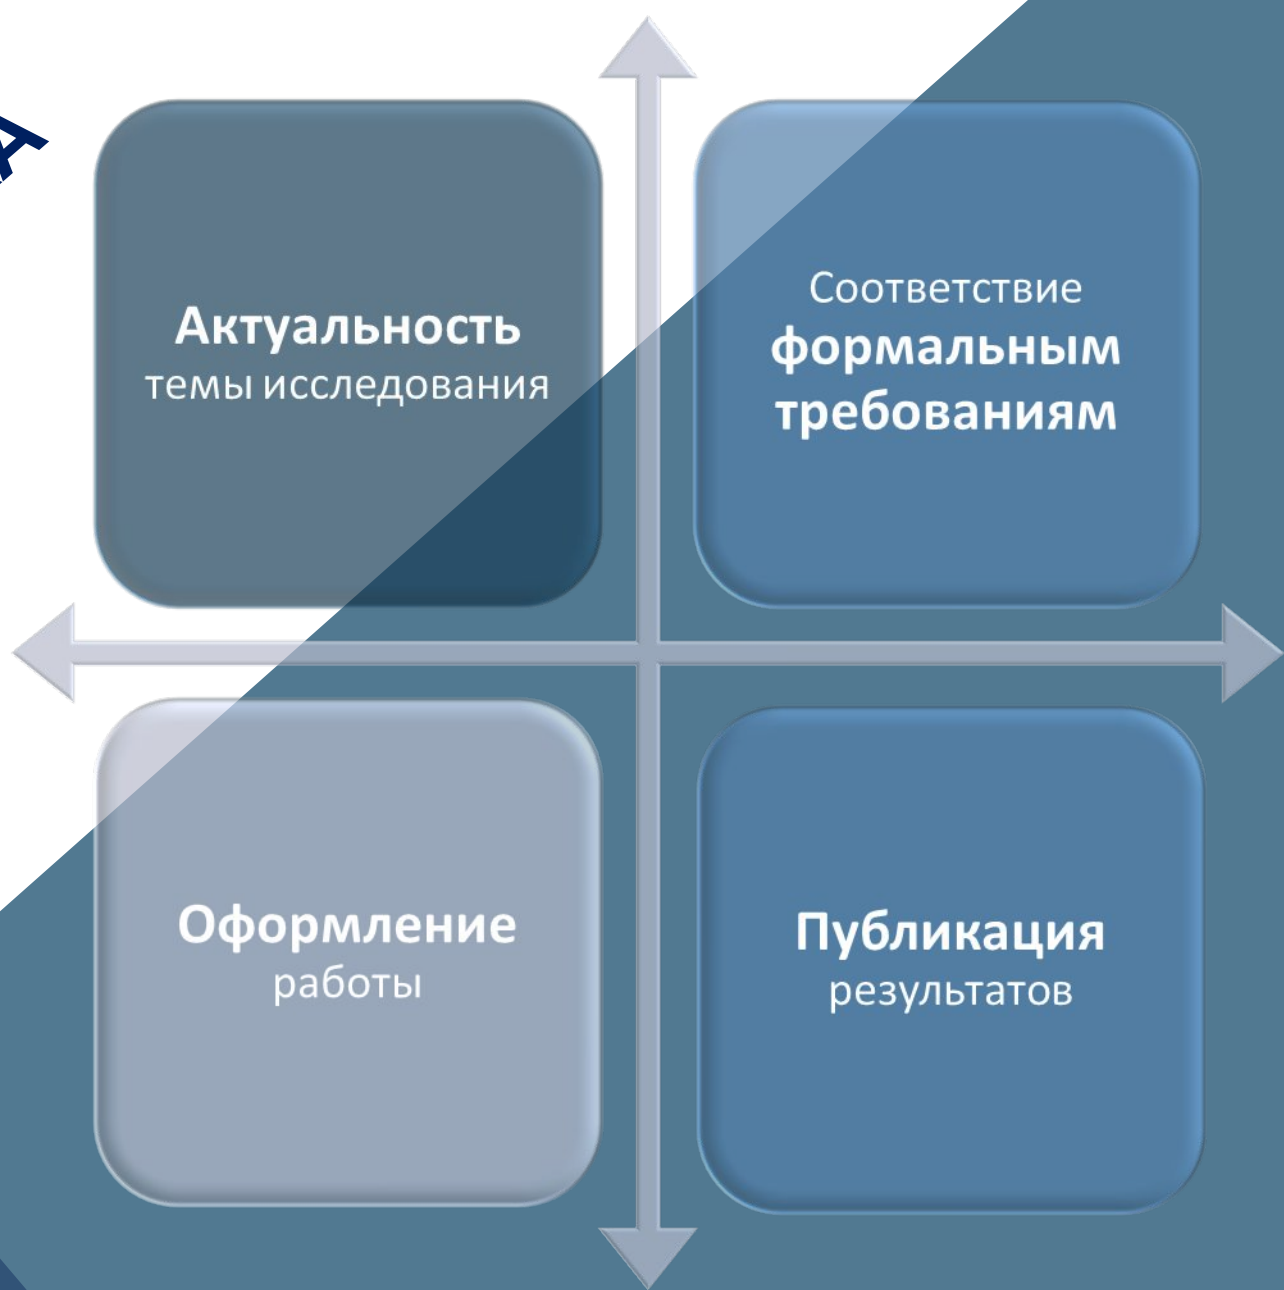 Актуальность
темы исследования
Соответствие
формальным
требованиям
Оформление
работы
Публикация
результатов